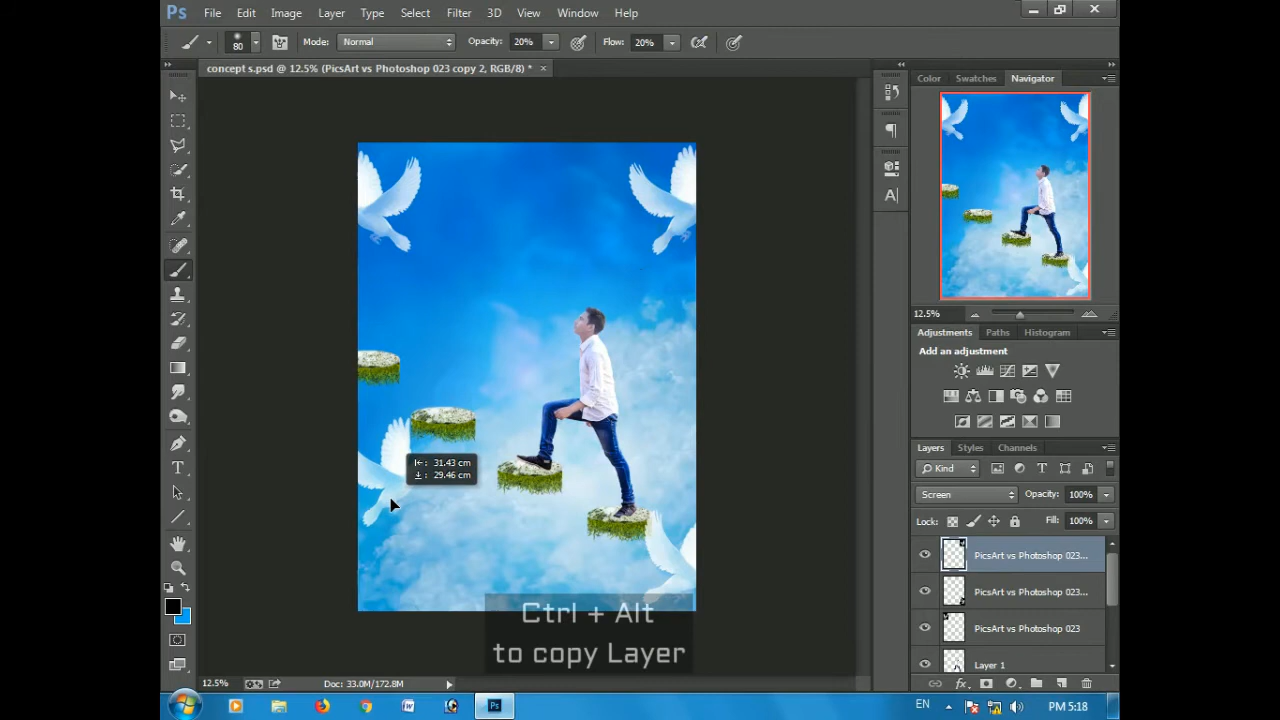 Ps File Edit Image Layer Type Select Filter 3D View Window Help
80 Mode: Normal Opacity: 20% Flow: 20%
concept s.psd @ 12.5% (PicsArt vs Photoshop 023 copy 2, RGB/8) * ×
Color Swatches Navigator
12.5%
Adjustments Paths Histogram
Add an adjustment
Layers Styles Channels
Kind
Screen Opacity: 100%
Lock: Fill: 100%
PicsArt vs Photoshop 023...
PicsArt vs Photoshop 023...
PicsArt vs Photoshop 023
Layer 1
31.43 cm
29.46 cm
Ctrl + Alt
to copy Layer
12.5% Doc: 33.0M/172.8M
EN PM 5:18